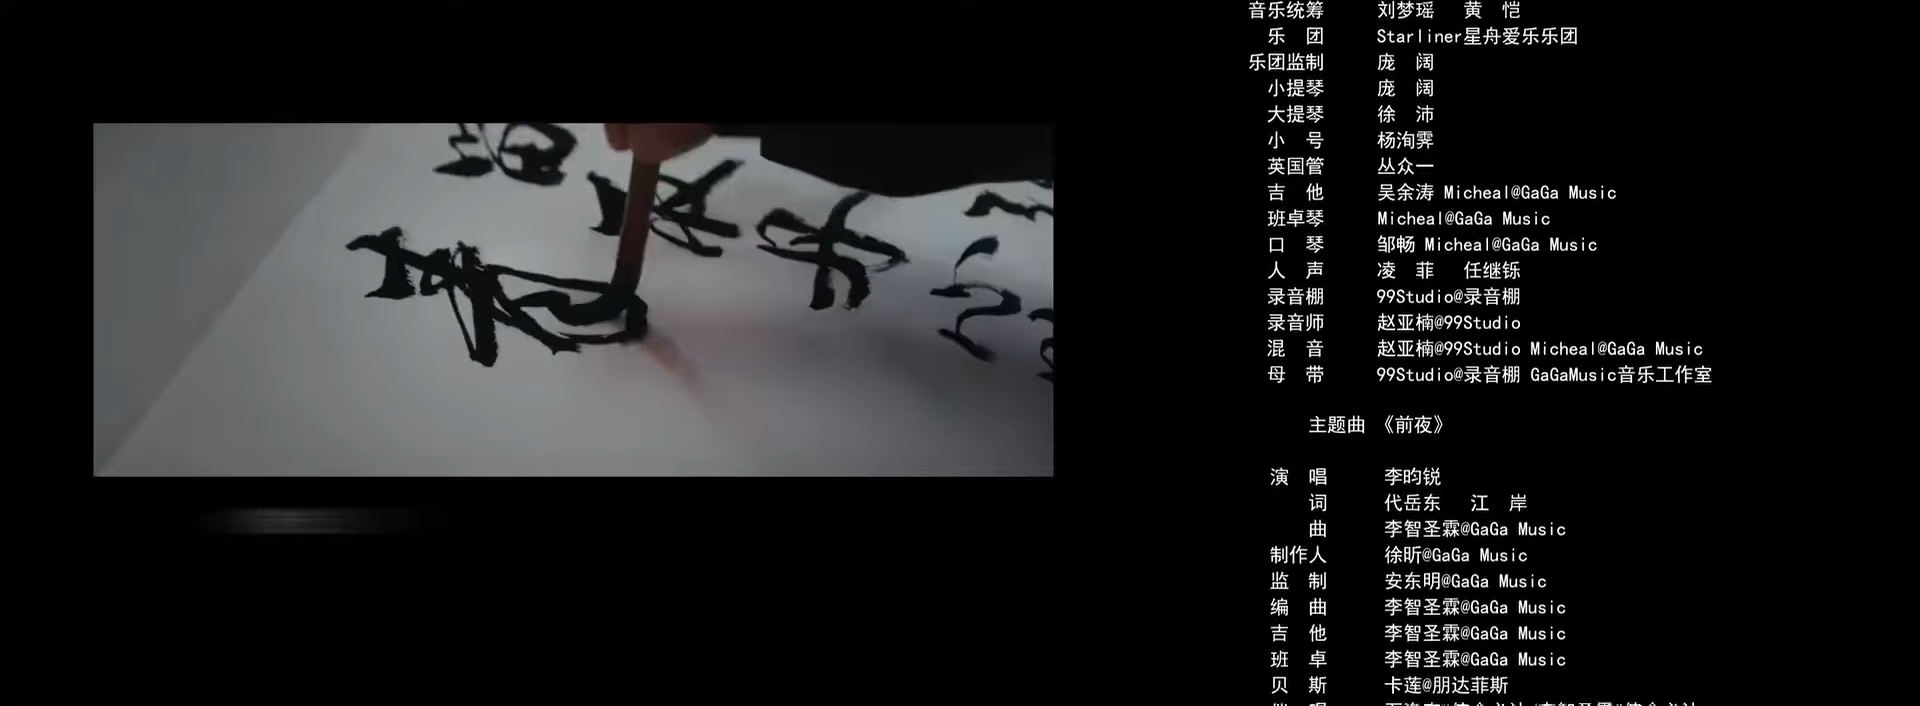 音乐统筹 刘梦瑶 黄 恺
乐 团 Starliner星舟爱乐乐团
乐团监制 庞 阔
小提琴 庞 阔
大提琴 徐 沛
小 号 杨洵霁
英国管 丛众一
吉 他 吴余涛 Micheal@GaGa Music
班卓琴 Micheal@GaGa Music
口 琴 邹畅 Micheal@GaGa Music
人 声 凌 菲 任继铄
录音棚 99Studio@录音棚
录音师 赵亚楠@99Studio
混 音 赵亚楠@99Studio Micheal@GaGa Music
母 带 99Studio@录音棚 GaGaMusic音乐工作室
主题曲 《前夜》
演 唱 李昀锐
词 代岳东 江 岸
曲 李智圣霖@GaGa Music
制作人 徐昕@GaGa Music
监 制 安东明@GaGa Music
编 曲 李智圣霖@GaGa Music
吉 他 李智圣霖@GaGa Music
班 卓 李智圣霖@GaGa Music
贝 斯 卡莲@朋达菲斯